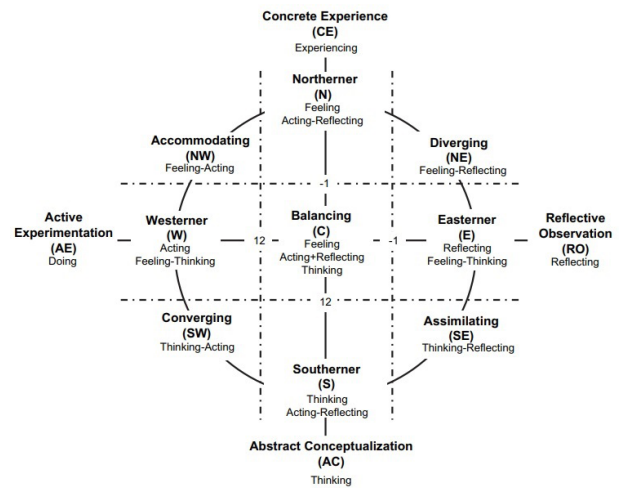 Concrete Experience
(CE)
Experiencing
Northerner
(N)
Feeling
Acting-Reflecting
Accommodating
(NW)
Feeling-Acting
Diverging
(NE)
Feeling-Reflecting
-1
Active
Experimentation
(AE)
Doing
Westerner
(W)
Acting
Feeling-Thinking
12
Balancing
(C)
Feeling
Acting+Reflecting
Thinking
-1
Easterner
(E)
Reflecting
Feeling-Thinking
Reflective
Observation
(RO)
Reflecting
12
Converging
(SW)
Thinking-Acting
Assimilating
(SE)
Thinking-Reflecting
Southerner
(S)
Thinking
Acting-Reflecting
Abstract Conceptualization
(AC)
Thinking